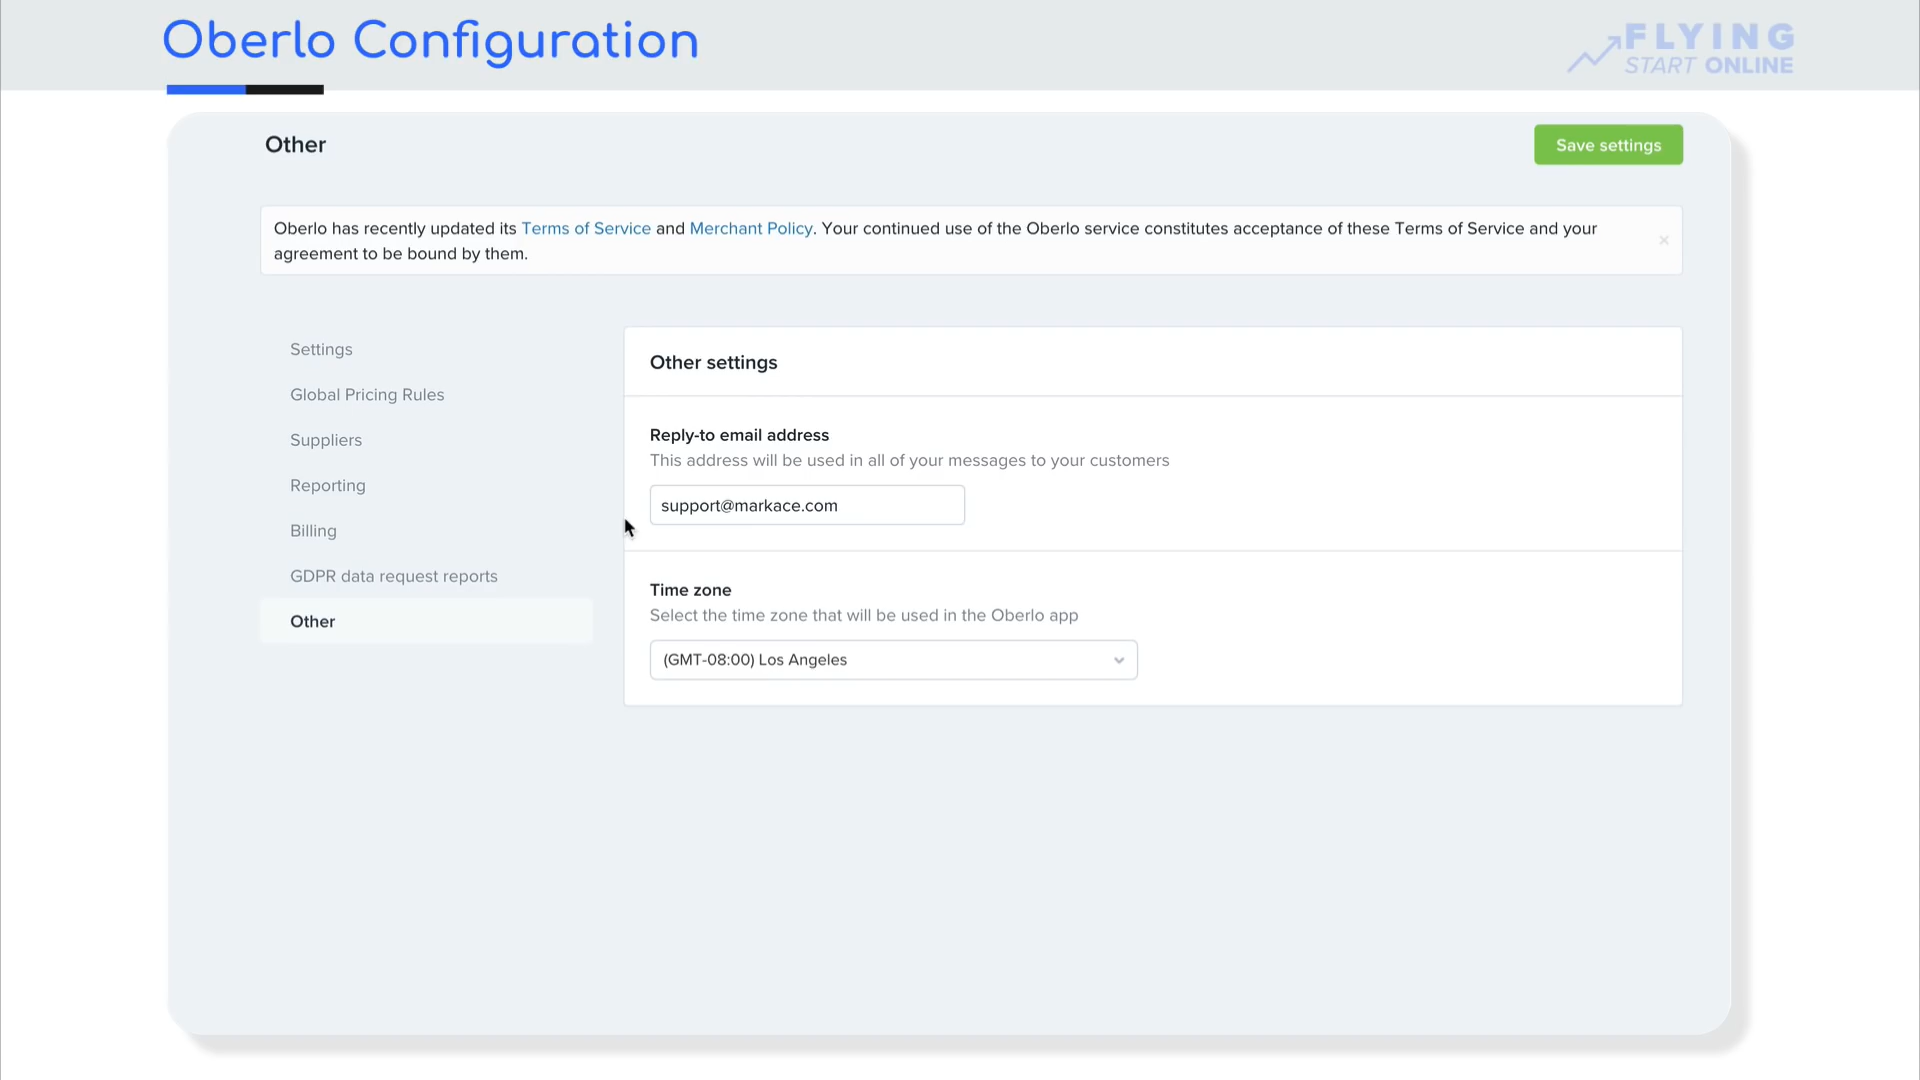 Oberlo Configuration
FLYING
START ONLINE
Other
Save settings
Oberlo has recently updated its Terms of Service and Merchant Policy. Your continued use of the Oberlo service constitutes acceptance of these Terms of Service and your
agreement to be bound by them.
Settings
Global Pricing Rules
Suppliers
Reporting
Billing
GDPR data request reports
Other
Other settings
Reply-to email address
This address will be used in all of your messages to your customers
support@markace.com
Time zone
Select the time zone that will be used in the Oberlo app
(GMT-08:00) Los Angeles